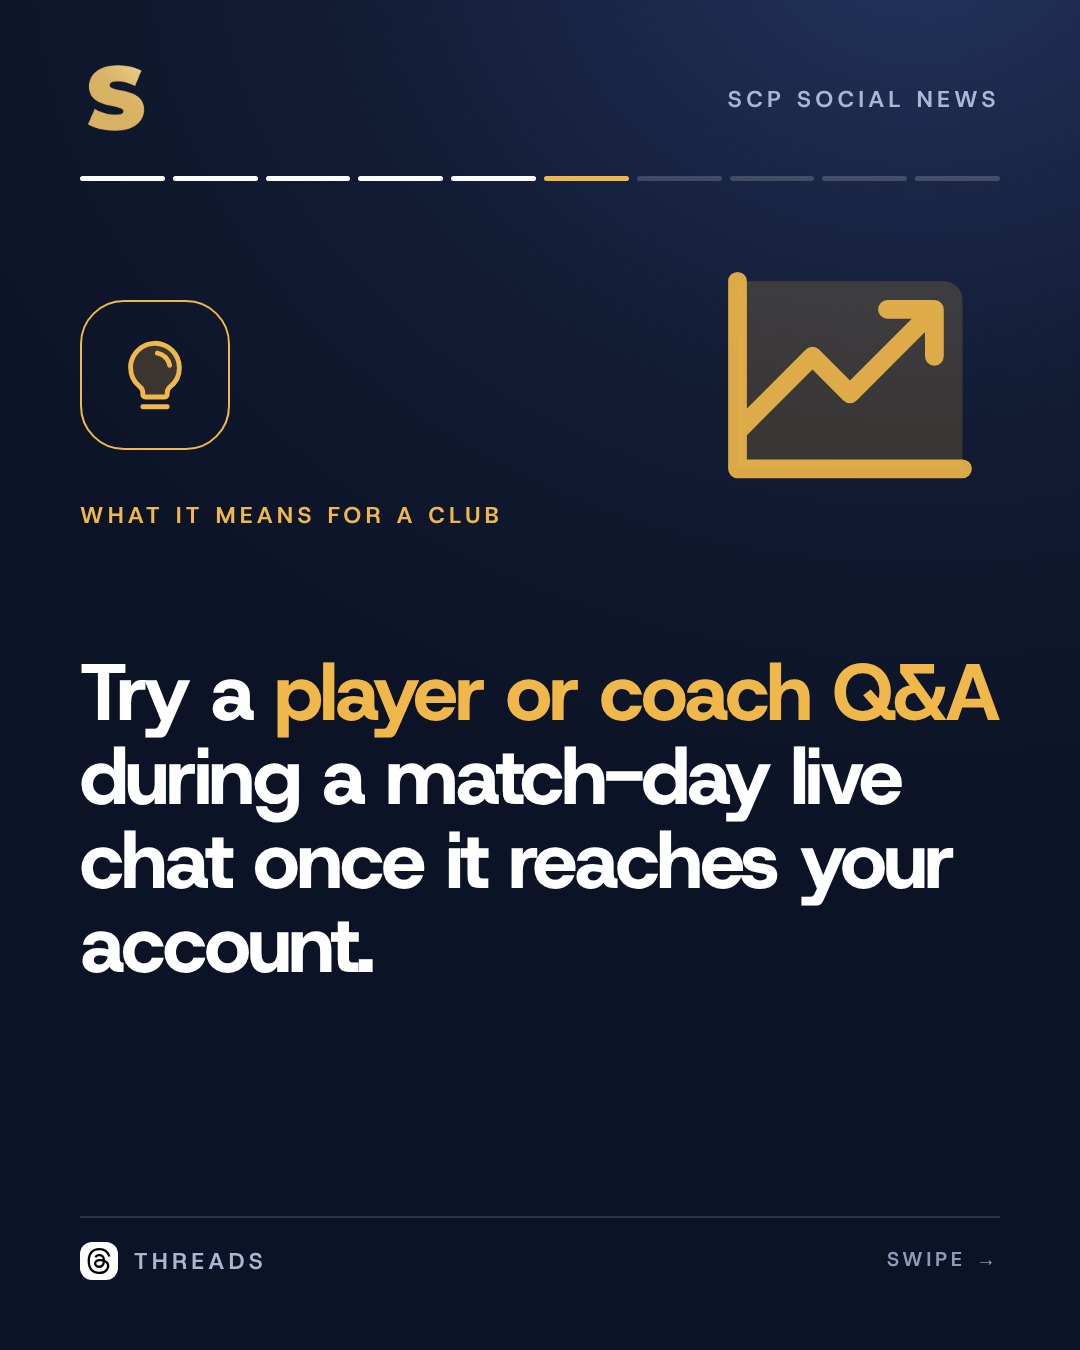 S
SCP SOCIAL NEWS
WHAT IT MEANS FOR A CLUB
Try a player or coach Q&A
during a match-day live
chat once it reaches your
account.
THREADS
SWIPE →